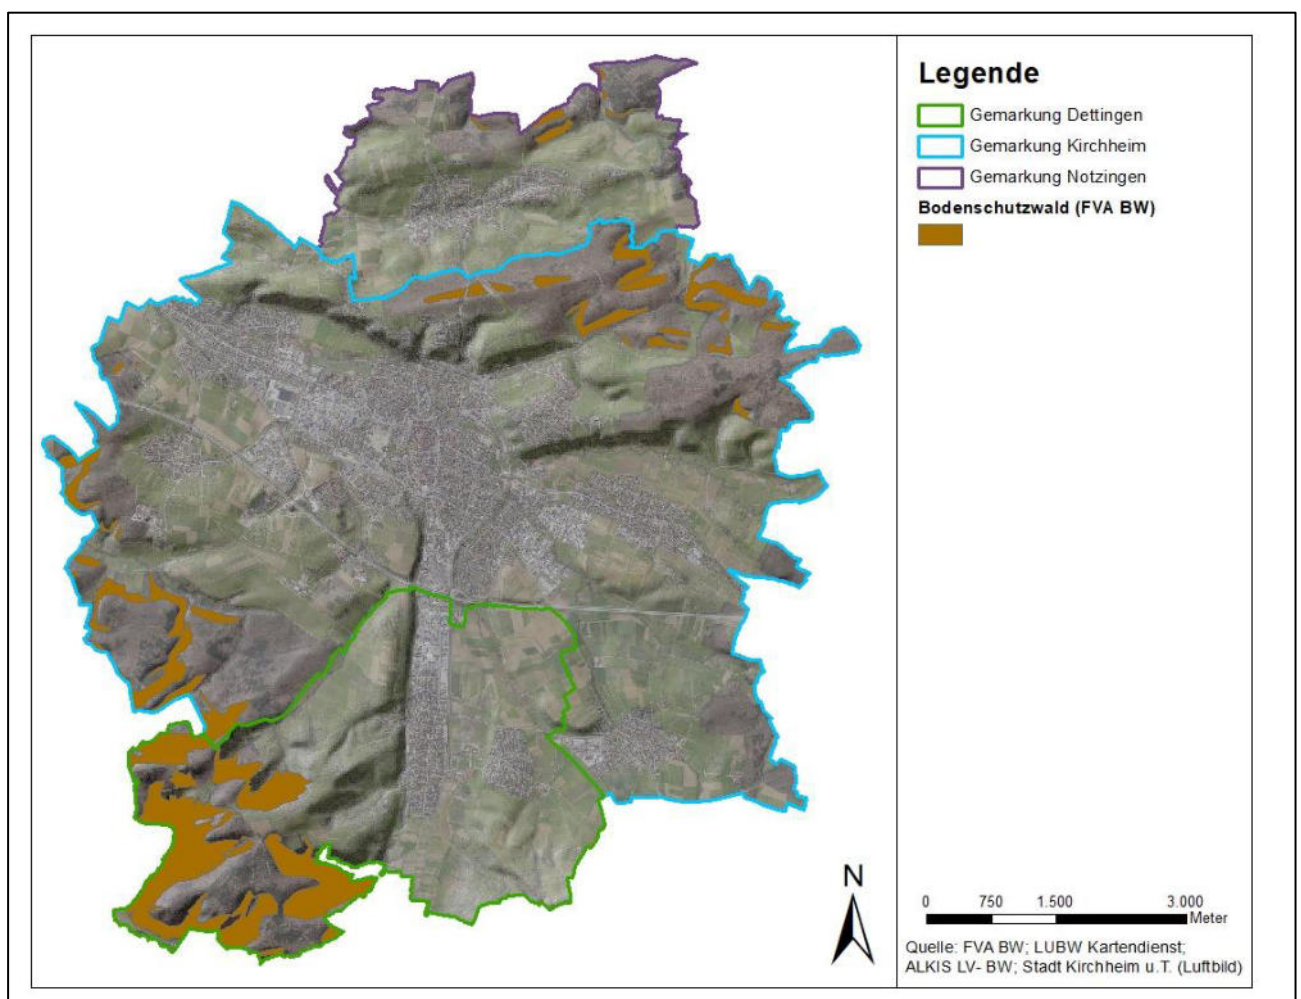 Legende
Gemarkung Dettingen
Gemarkung Kirchheim
Gemarkung Notzingen
Bodenschutzwald (FVA BW)
N
0 750 1.500 3.000
Meter
Quelle: FVA BW; LUBW Kartendienst;
ALKIS LV- BW; Stadt Kirchheim u.T. (Luftbild)